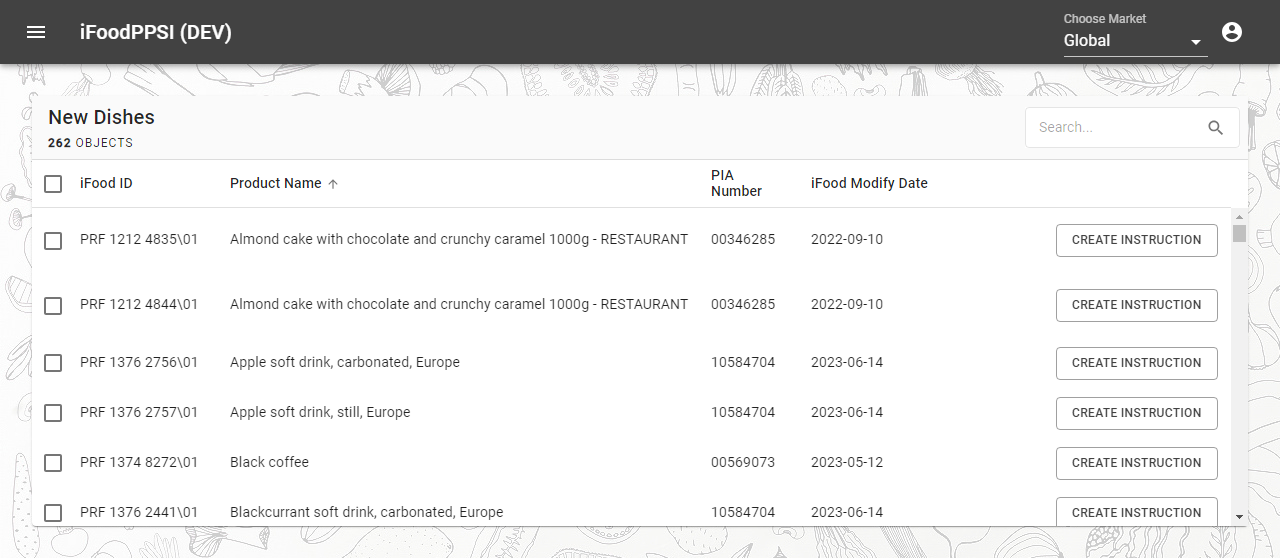 iFoodPPSI (DEV)
Choose Market
Global
New Dishes
262 OBJECTS
Search...
iFood ID Product Name PIA Number iFood Modify Date
PRF 1212 4835\01 Almond cake with chocolate and crunchy caramel 1000g - RESTAURANT 00346285 2022-09-10 CREATE INSTRUCTION
PRF 1212 4844\01 Almond cake with chocolate and crunchy caramel 1000g - RESTAURANT 00346285 2022-09-10 CREATE INSTRUCTION
PRF 1376 2756\01 Apple soft drink, carbonated, Europe 10584704 2023-06-14 CREATE INSTRUCTION
PRF 1376 2757\01 Apple soft drink, still, Europe 10584704 2023-06-14 CREATE INSTRUCTION
PRF 1374 8272\01 Black coffee 00569073 2023-05-12 CREATE INSTRUCTION
PRF 1376 2441\01 Blackcurrant soft drink, carbonated, Europe 10584704 2023-06-14 CREATE INSTRUCTION